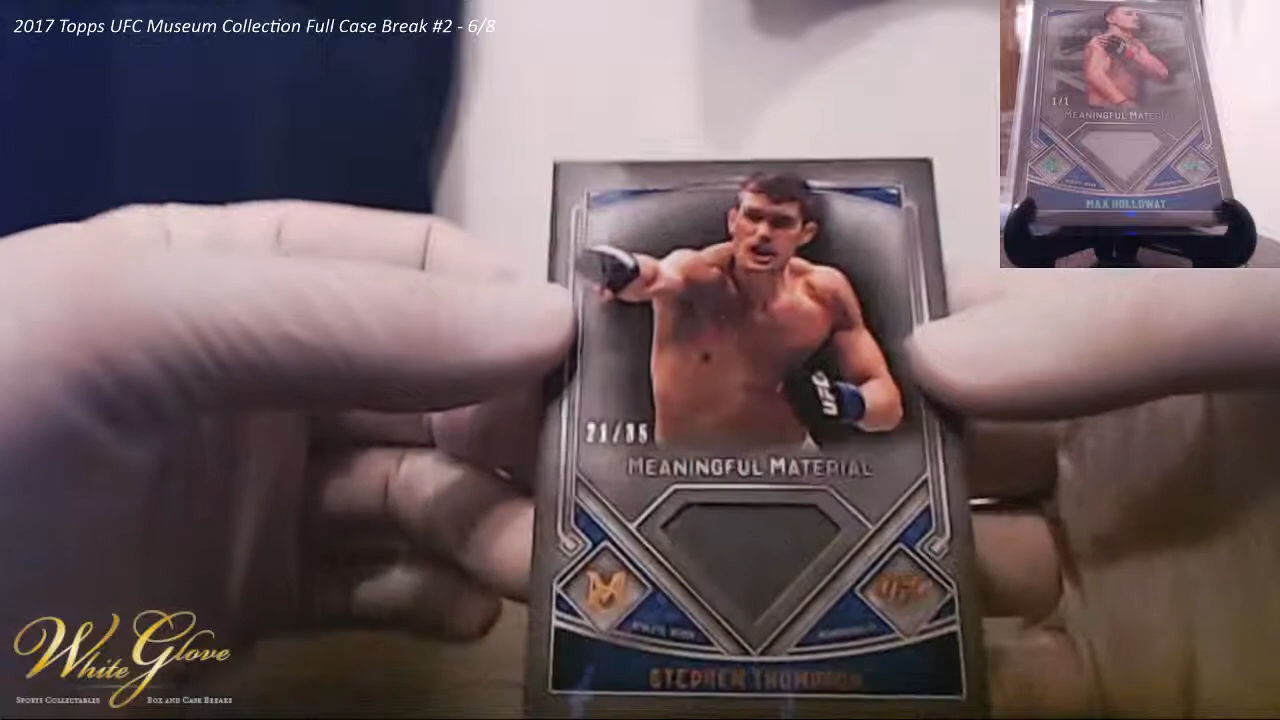 2017 Topps UFC Museum Collection Full Case Break #2 - 6/8
1/1
MEANINGFUL MATERIAL
MAX HOLLOWAY
UFC
21/35
MEANINGFUL MATERIAL
M
UFC
STEPHEN THOMPSON
White Glove
SPORTS COLLECTABLES BOX AND CASE BREAKS